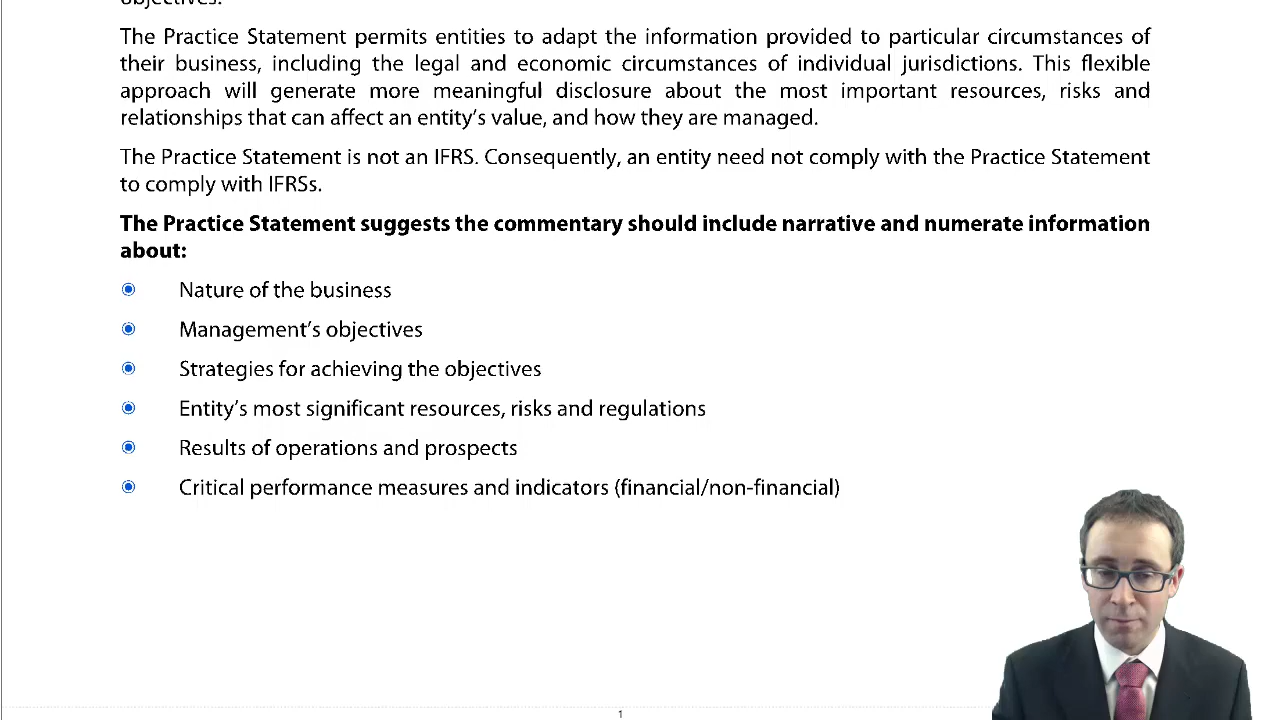 objectives.
The Practice Statement permits entities to adapt the information provided to particular circumstances of
their business, including the legal and economic circumstances of individual jurisdictions. This flexible
approach will generate more meaningful disclosure about the most important resources, risks and
relationships that can affect an entity's value, and how they are managed.
The Practice Statement is not an IFRS. Consequently, an entity need not comply with the Practice Statement
to comply with IFRSs.
The Practice Statement suggests the commentary should include narrative and numerate information
about:
Nature of the business
Management's objectives
Strategies for achieving the objectives
Entity's most significant resources, risks and regulations
Results of operations and prospects
Critical performance measures and indicators (financial/non-financial)
1